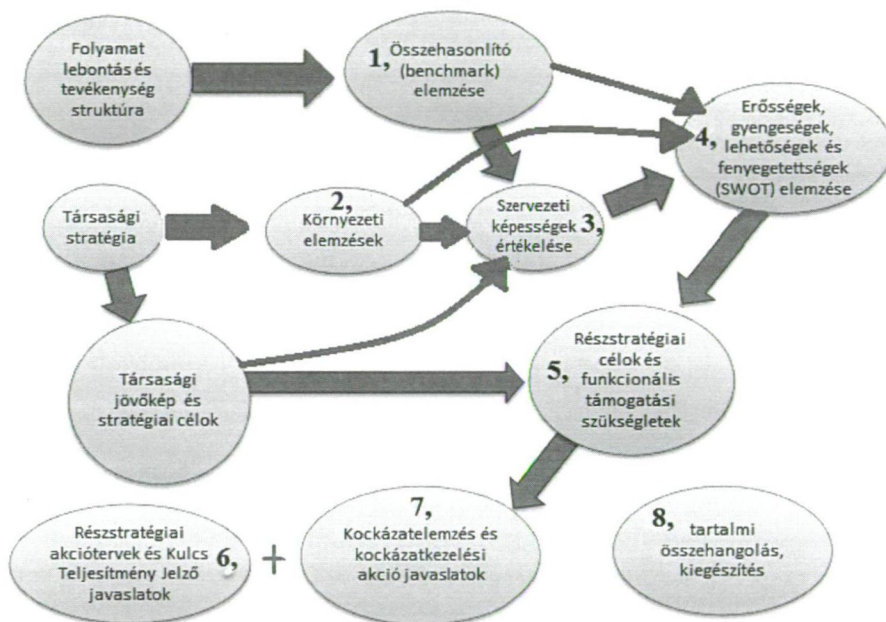 Folyamat
lebontás és
tevékenység
struktúra
1, Összehasonlító
(benchmark)
elemzése
Erősségek,
gyengeségek,
4, lehetőségek és
fenyegetettségek
(SWOT) elemzése
Társasági
stratégia
2,
Környezeti
elemzések
Szervezeti
képességek 3,
értékelése
Társasági
jövőkép és
stratégiai célok
Részstratégiai
célok és
5, funkcionális
támogatási
szükségletek
Részstratégiai
akciótervek és Kulcs 6,
Teljesítmény Jelző
javaslatok
+
7,
Kockázatelemzés és
kockázatkezelési
akció javaslatok
8, tartalmi
összehangolás,
kiegészítés